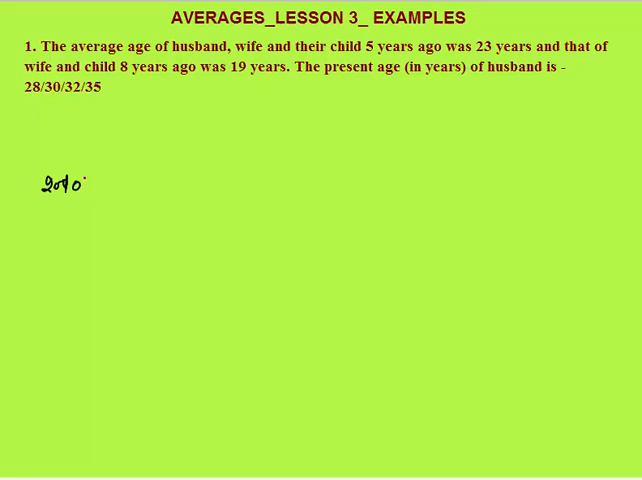 AVERAGES_LESSON 3_ EXAMPLES
1. The average age of husband, wife and their child 5 years ago was 23 years and that of
wife and child 8 years ago was 19 years. The present age (in years) of husband is -
28/30/32/35